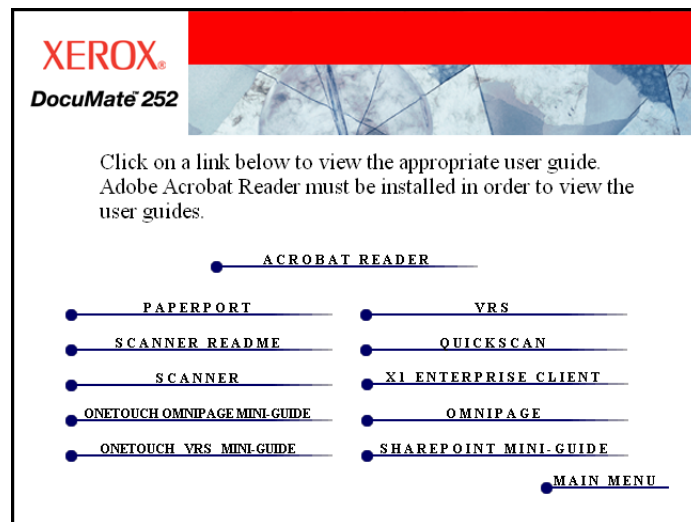 XEROX®
DocuMate™ 252
Click on a link below to view the appropriate user guide.
Adobe Acrobat Reader must be installed in order to view the
user guides.
ACROBAT READER
PAPERPORT
SCANNER README
SCANNER
ONETOUCH OMNIPAGE MINI-GUIDE
ONETOUCH VRS MINI-GUIDE
VRS
QUICKSCAN
X1 ENTERPRISE CLIENT
OMNIPAGE
SHAREPOINT MINI-GUIDE
MAIN MENU